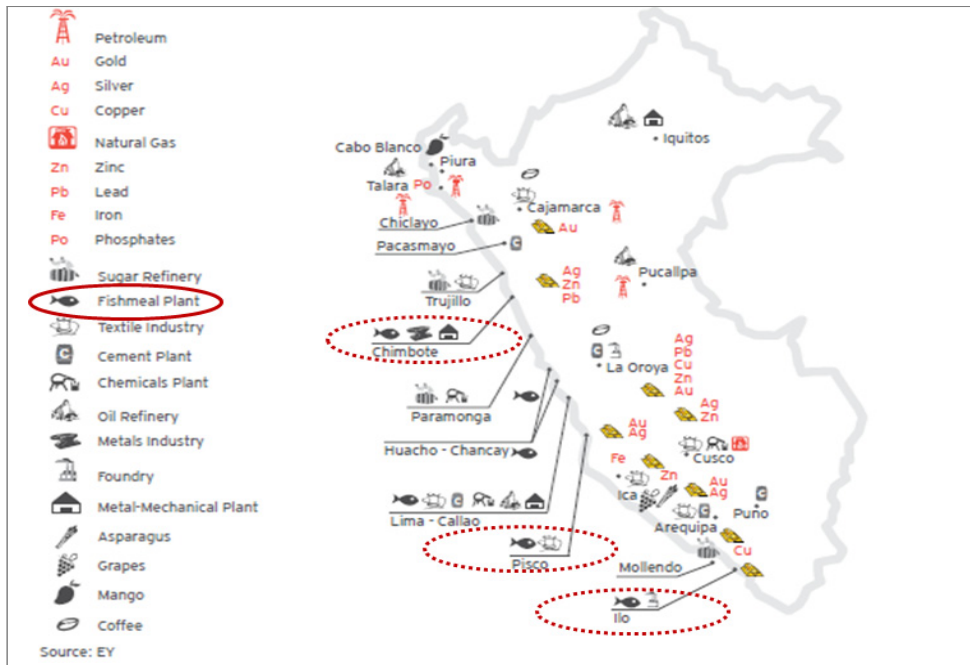 Petroleum
Au Gold
Ag Silver
Cu Copper
Natural Gas
Zn Zinc
Pb Lead
Fe Iron
Po Phosphates
Sugar Refinery
Fishmeal Plant
Textile Industry
C Cement Plant
Chemicals Plant
Oil Refinery
Metals Industry
Foundry
Metal-Mechanical Plant
Asparagus
Grapes
Mango
Coffee
Source: EY
Iquitos
Cabo Blanco
Piura
Talara Po
Cajamarca
Chiclayo
Au
Pacasmayo
C
Ag
Zn
Pb
Pucallpa
Trujillo
Chimbote
C
La Oroya
Ag
Pb
Cu
Zn
Au
Paramonga
Ag
Zn
Huacho - Chancay
Au
Ag
Cusco
Fe
Zn
Ica
Au
Ag
C
Puno
C
Lima - Callao
C
Arequipa
Pisco
Cu
Mollendo
Ilo